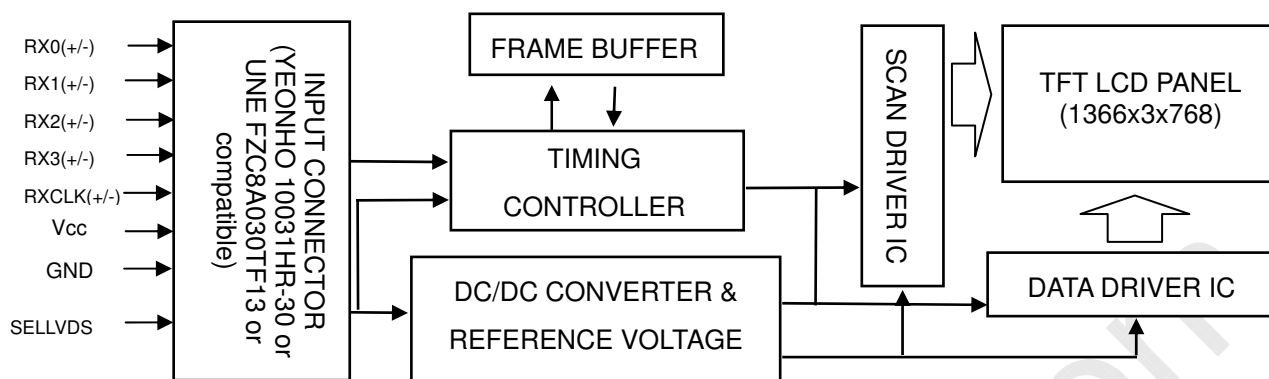 RX0(+/-)
RX1(+/-)
RX2(+/-)
RX3(+/-)
RXCLK(+/-)
Vcc
GND
SELLVDS
INPUT CONNECTOR
(YEONHO 10031HR-30 or
UNE FZC8A030TF13 or
compatible)
FRAME BUFFER
TIMING
CONTROLLER
DC/DC CONVERTER &
REFERENCE VOLTAGE
SCAN DRIVER IC
TFT LCD PANEL
(1366x3x768)
DATA DRIVER IC